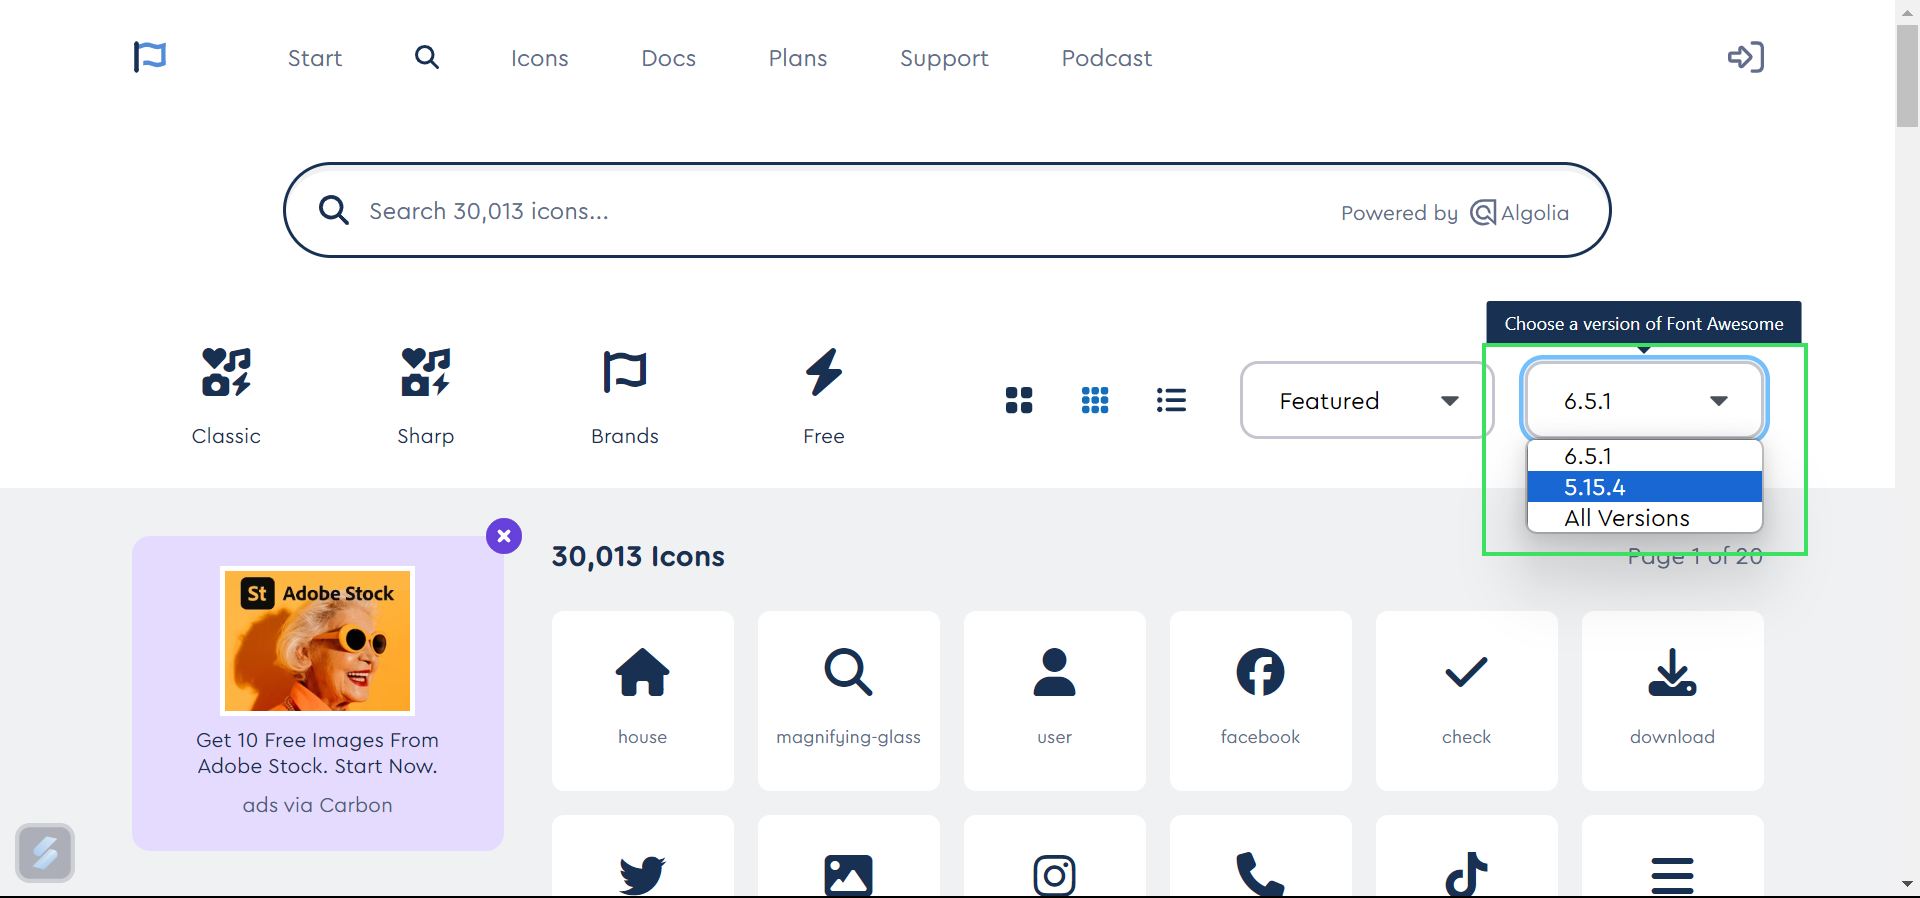 Start
Icons
Docs
Plans
Support
Podcast
Search 30,013 icons...
Powered by Algolia
Choose a version of Font Awesome
Classic
Sharp
Brands
Free
Featured
6.5.1
6.5.1
5.15.4
All Versions
30,013 Icons
Page 1 of 20
St Adobe Stock
Get 10 Free Images From
Adobe Stock. Start Now.
ads via Carbon
house
magnifying-glass
user
facebook
check
download